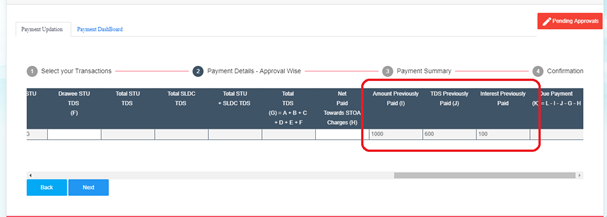 Pending Approvals
Payment Updation Payment DashBoard
1 Select your Transactions 2 Payment Details - Approval Wise 3 Payment Summary 4 Confirmation
STU Drawee STU Total STU Total SLDC Total STU Total Net Amount Previously TDS Previously Interest Previously Due Payment
TDS TDS TDS + SLDC TDS TDS Paid Paid (I) Paid (J) Paid (K) = L - I - J - G - H
(F) (G) = A + B + C Towards STOA
+ D + E + F Charges (H)
0 1000 600 100
Back Next